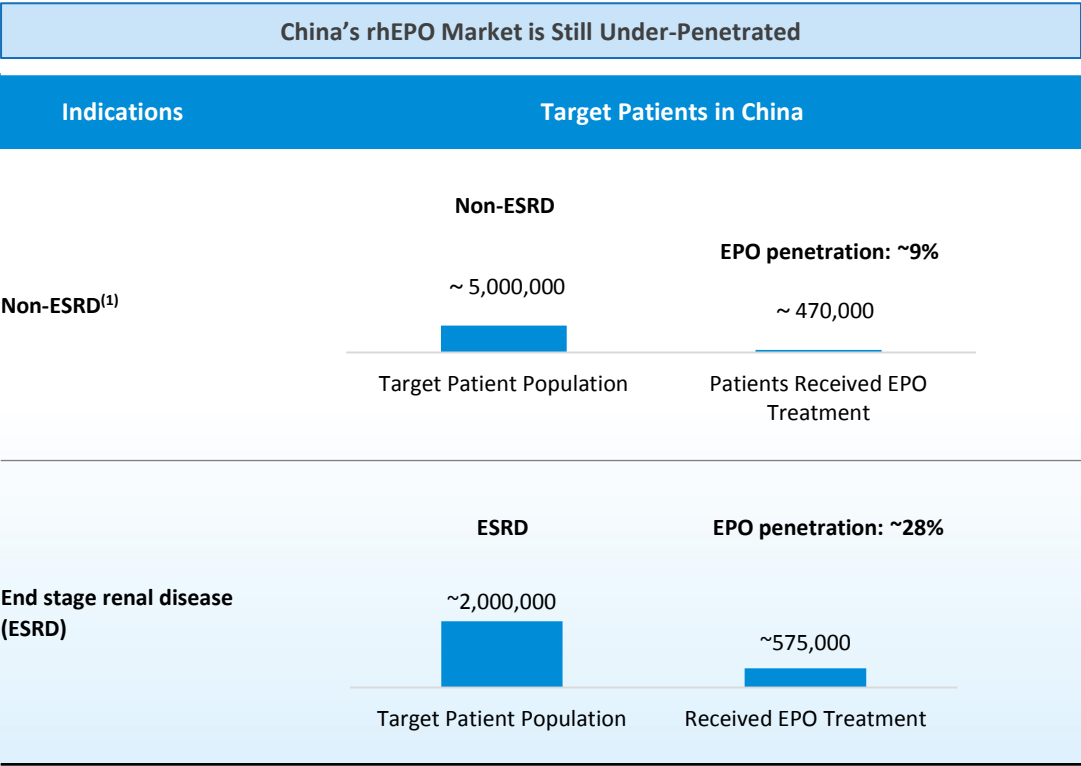 China’s rhEPO Market is Still Under-Penetrated
Indications
Target Patients in China
Non-ESRD(1)
Non-ESRD
EPO penetration: ~9%
~ 5,000,000
~ 470,000
Target Patient Population
Patients Received EPO
Treatment
End stage renal disease
(ESRD)
ESRD
EPO penetration: ~28%
~2,000,000
~575,000
Target Patient Population
Received EPO Treatment